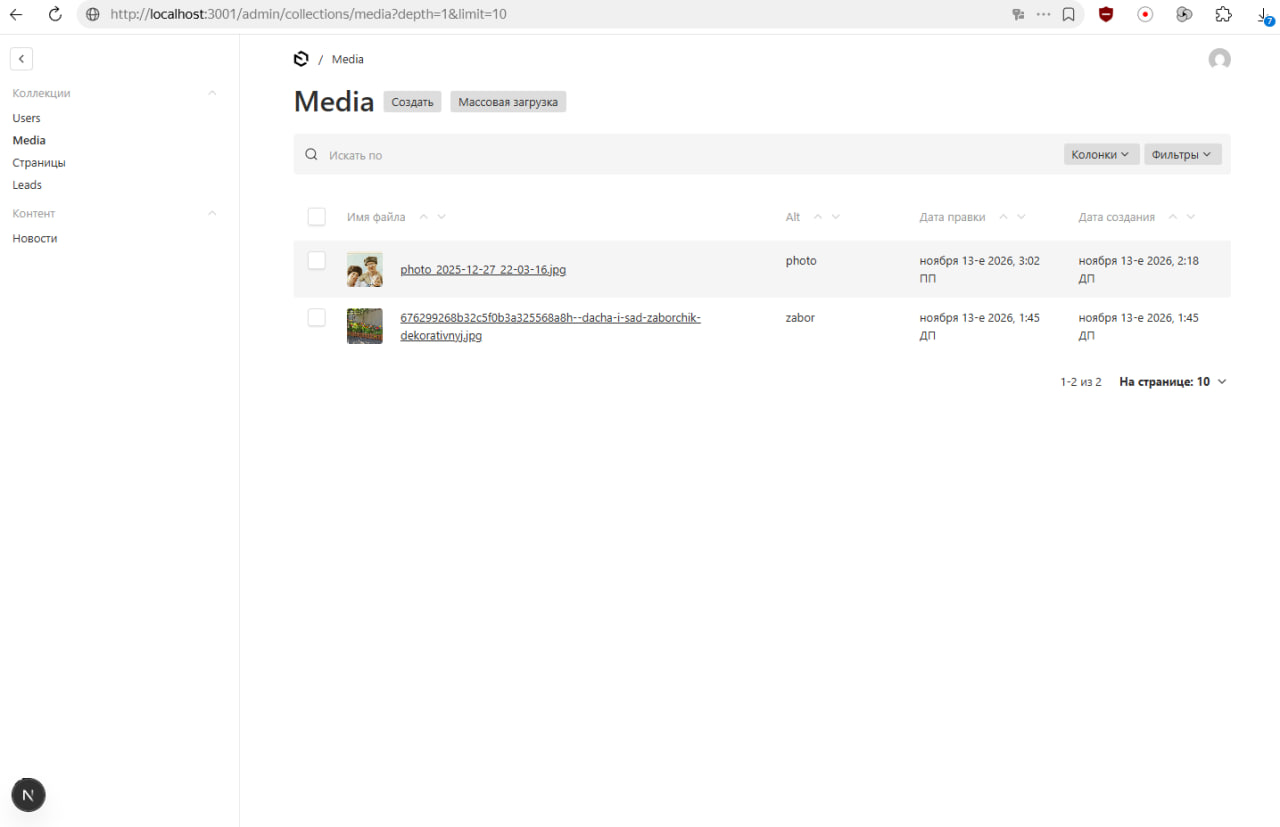 http://localhost:3001/admin/collections/media?depth=1&limit=10
7
/ Media
Коллекции
Users
Media
Страницы
Leads
Контент
Новости
Media Создать Массовая загрузка
Искать по Колонки Фильтры
Имя файла Alt Дата правки Дата создания
photo_2025-12-27_22-03-16.jpg photo ноября 13-е 2026, 3:02 ноября 13-е 2026, 2:18
ПП ДП
676299268b32c5f0b3a325568a8h--dacha-i-sad-zaborchik- zabor ноября 13-е 2026, 1:45 ноября 13-е 2026, 1:45
dekorativnyj.jpg ДП ДП
1-2 из 2 На странице: 10
N